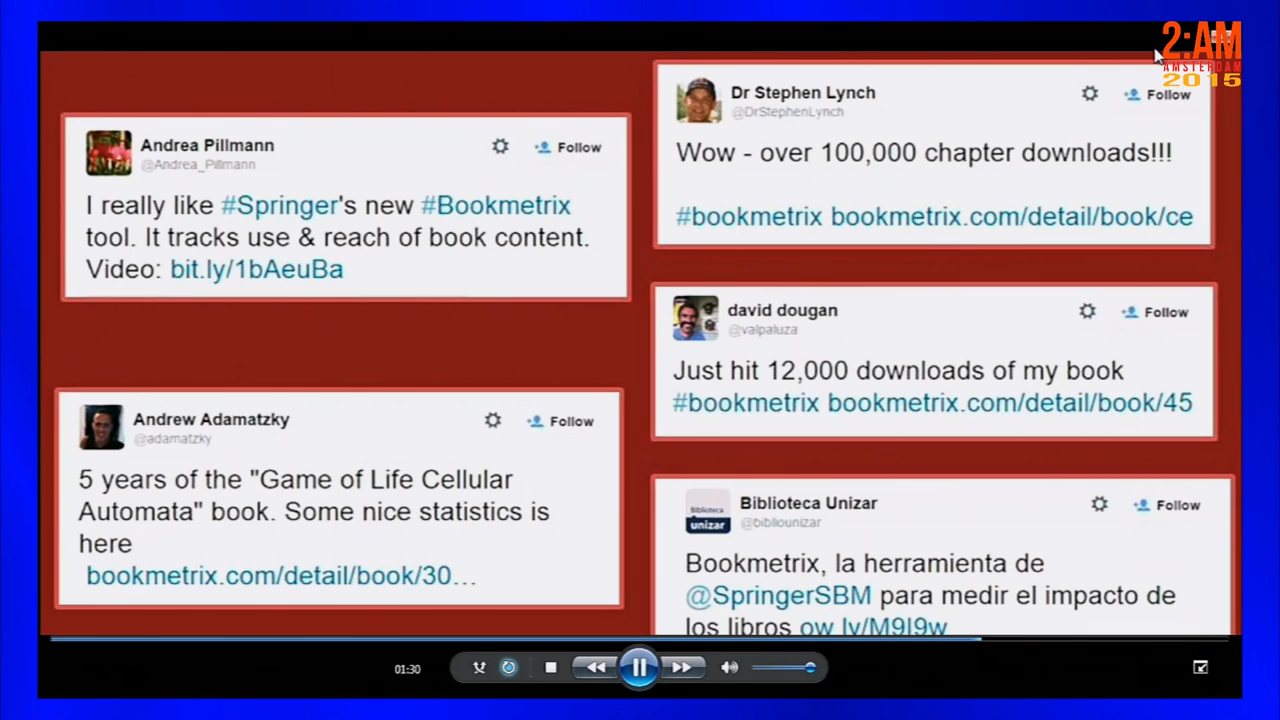 2:AM
AMSTERDAM
2015
Andrea Pillmann
@Andrea_Pillmann
Follow
I really like #Springer's new #Bookmetrix
tool. It tracks use & reach of book content.
Video: bit.ly/1bAeuBa
Dr Stephen Lynch
@DrStephenLynch
Follow
Wow - over 100,000 chapter downloads!!!
#bookmetrix bookmetrix.com/detail/book/ce
david dougan
@valpaluza
Follow
Just hit 12,000 downloads of my book
#bookmetrix bookmetrix.com/detail/book/45
Andrew Adamatzky
@adamatzky
Follow
5 years of the "Game of Life Cellular
Automata" book. Some nice statistics is
here
bookmetrix.com/detail/book/30…
Biblioteca Unizar
@bibliounizar
Follow
Biblioteca
unizar
Bookmetrix, la herramienta de
@SpringerSBM para medir el impacto de
los libros ow.ly/M9I9w
01:30